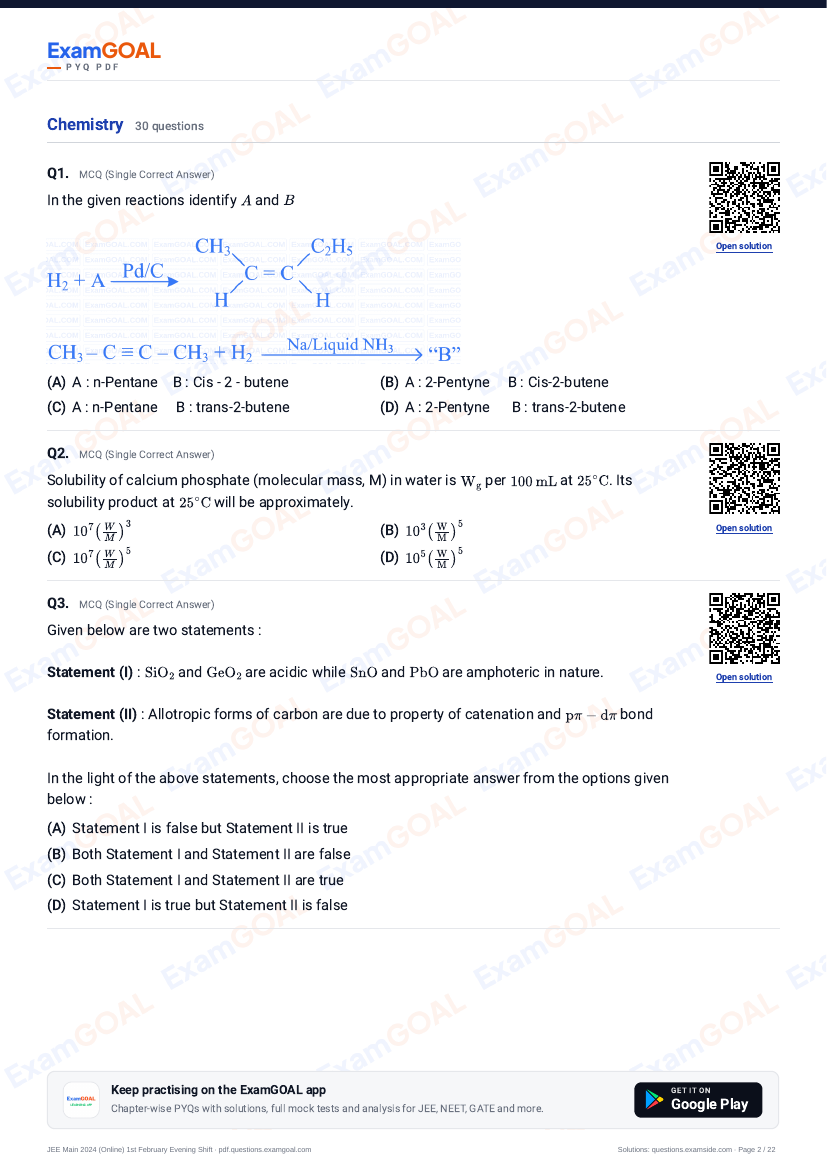 ExamGOAL
PYQ PDF
Chemistry 30 questions
Q1. MCQ (Single Correct Answer)
In the given reactions identify A and B
Open solution
CH₃ C₂H₅
H₂ + A Pd/C C = C
H H
CH₃ – C ≡ C – CH₃ + H₂ Na/Liquid NH₃ “B”
(A) A : n-Pentane B : Cis - 2 - butene
(B) A : 2-Pentyne B : Cis-2-butene
(C) A : n-Pentane B : trans-2-butene
(D) A : 2-Pentyne B : trans-2-butene
Q2. MCQ (Single Correct Answer)
Solubility of calcium phosphate (molecular mass, M) in water is W_g per 100 mL at 25°C. Its
solubility product at 25°C will be approximately.
Open solution
(A) 10⁷(W/M)³
(B) 10³(W/M)⁵
(C) 10⁷(W/M)⁵
(D) 10⁵(W/M)⁵
Q3. MCQ (Single Correct Answer)
Given below are two statements :
Open solution
Statement (I) : SiO₂ and GeO₂ are acidic while SnO and PbO are amphoteric in nature.
Statement (II) : Allotropic forms of carbon are due to property of catenation and pπ – dπ bond
formation.
In the light of the above statements, choose the most appropriate answer from the options given
below :
(A) Statement I is false but Statement II is true
(B) Both Statement I and Statement II are false
(C) Both Statement I and Statement II are true
(D) Statement I is true but Statement II is false
Keep practising on the ExamGOAL app
Chapter-wise PYQs with solutions, full mock tests and analysis for JEE, NEET, GATE and more.
GET IT ON
Google Play
JEE Main 2024 (Online) 1st February Evening Shift · pdf.questions.examgoal.com
Solutions: questions.examside.com · Page 2 / 22